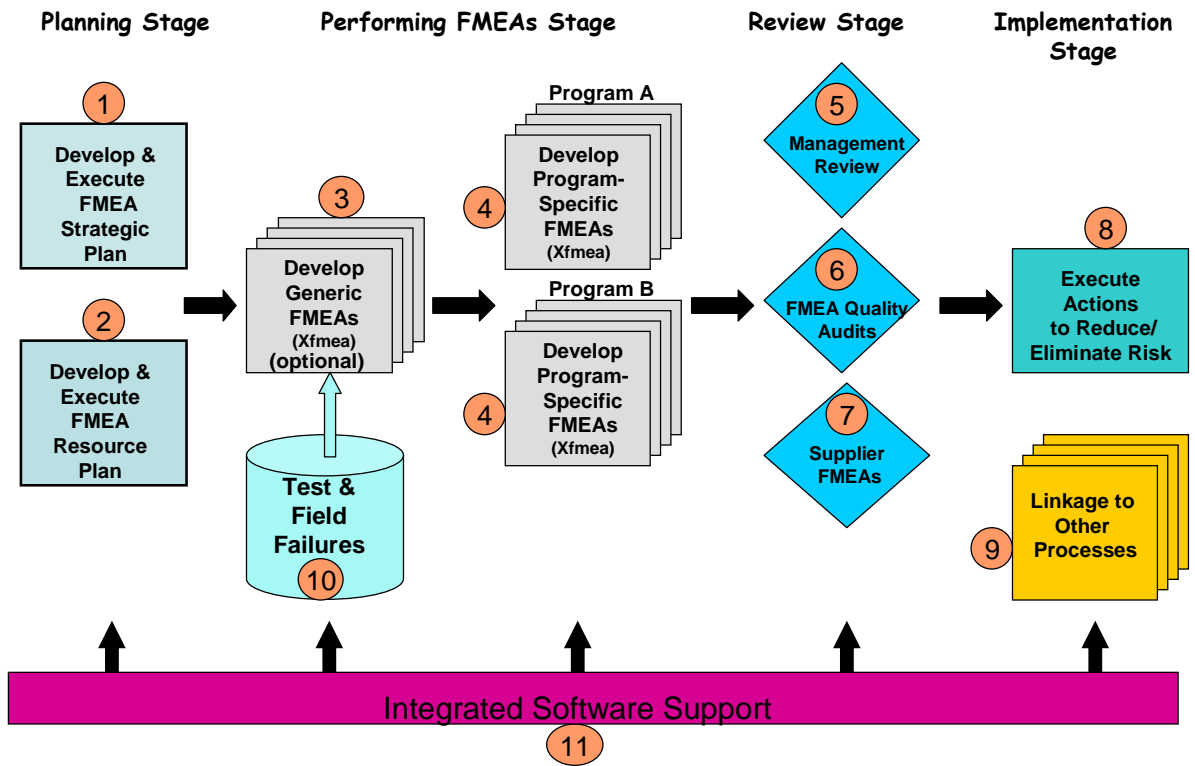 Planning Stage
Performing FMEAs Stage
Review Stage
Implementation
Stage
1
Develop &
Execute
FMEA
Strategic
Plan
2
Develop &
Execute
FMEA
Resource
Plan
3
Develop
Generic
FMEAs
(Xfmea)
(optional)
Test &
Field
Failures
10
Program A
4
Develop
Program-
Specific
FMEAs
(Xfmea)
Program B
4
Develop
Program-
Specific
FMEAs
(Xfmea)
5
Management
Review
6
FMEA Quality
Audits
7
Supplier
FMEAs
8
Execute
Actions
to Reduce/
Eliminate Risk
9
Linkage to
Other
Processes
Integrated Software Support
11